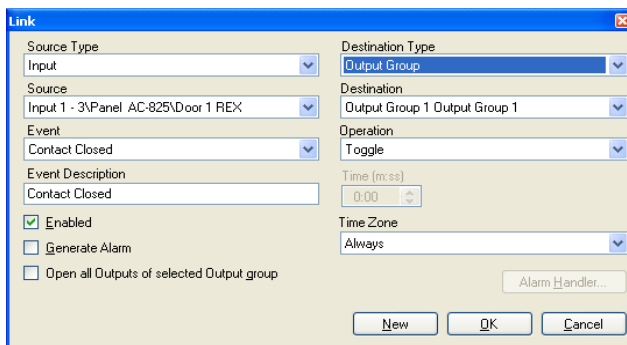 Link
Source Type
Input
Source
Input 1 - 3\Panel AC-825\Door 1 REX
Event
Contact Closed
Event Description
Contact Closed
Enabled
Generate Alarm
Open all Outputs of selected Output group
Destination Type
Output Group
Destination
Output Group 1 Output Group 1
Operation
Toggle
Time (m:ss)
0:00
Time Zone
Always
Alarm Handler...
New
OK
Cancel